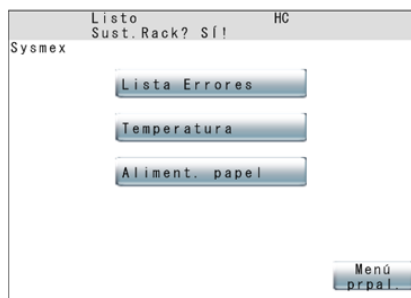 Listo HC
Sust.Rack? SÍ!
Sysmex
Lista Errores
Temperatura
Aliment. papel
Menú
prpal.